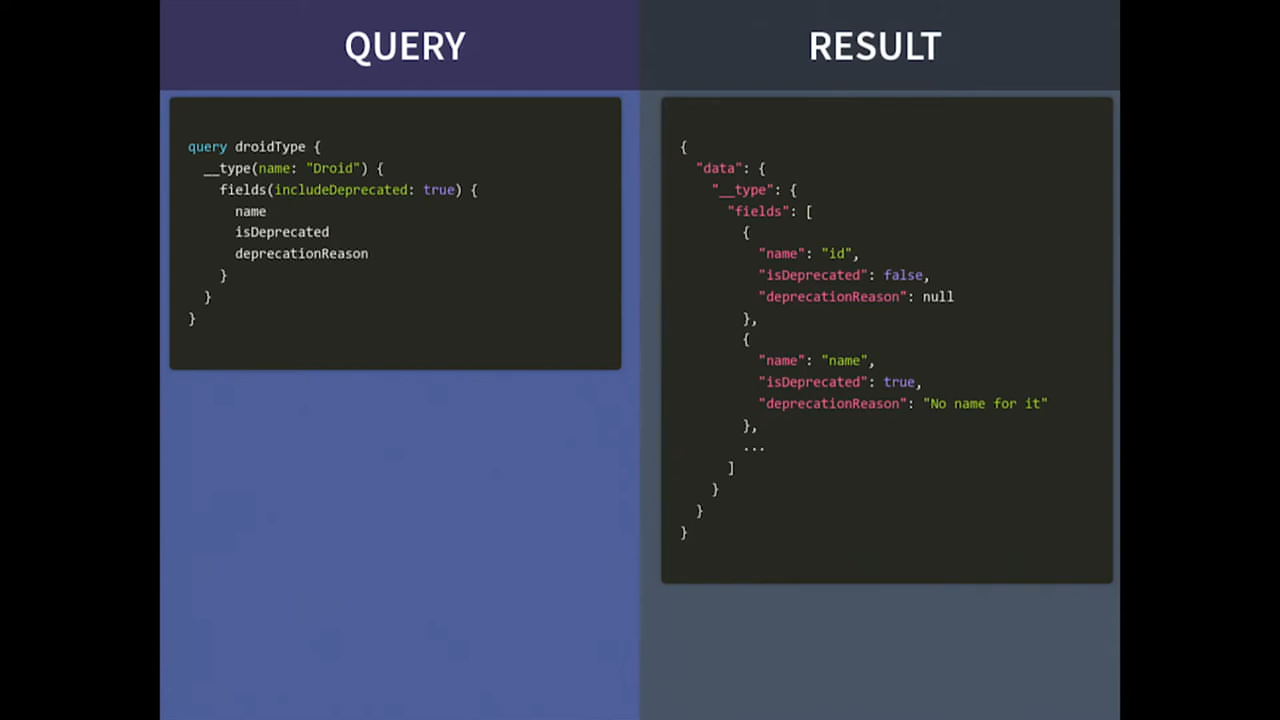 QUERY
query droidType {
  __type(name: "Droid") {
    fields(includeDeprecated: true) {
      name
      isDeprecated
      deprecationReason
    }
  }
}
RESULT
{
  "data": {
    "__type": {
      "fields": [
        {
          "name": "id",
          "isDeprecated": false,
          "deprecationReason": null
        },
        {
          "name": "name",
          "isDeprecated": true,
          "deprecationReason": "No name for it"
        },
        ...
      ]
    }
  }
}